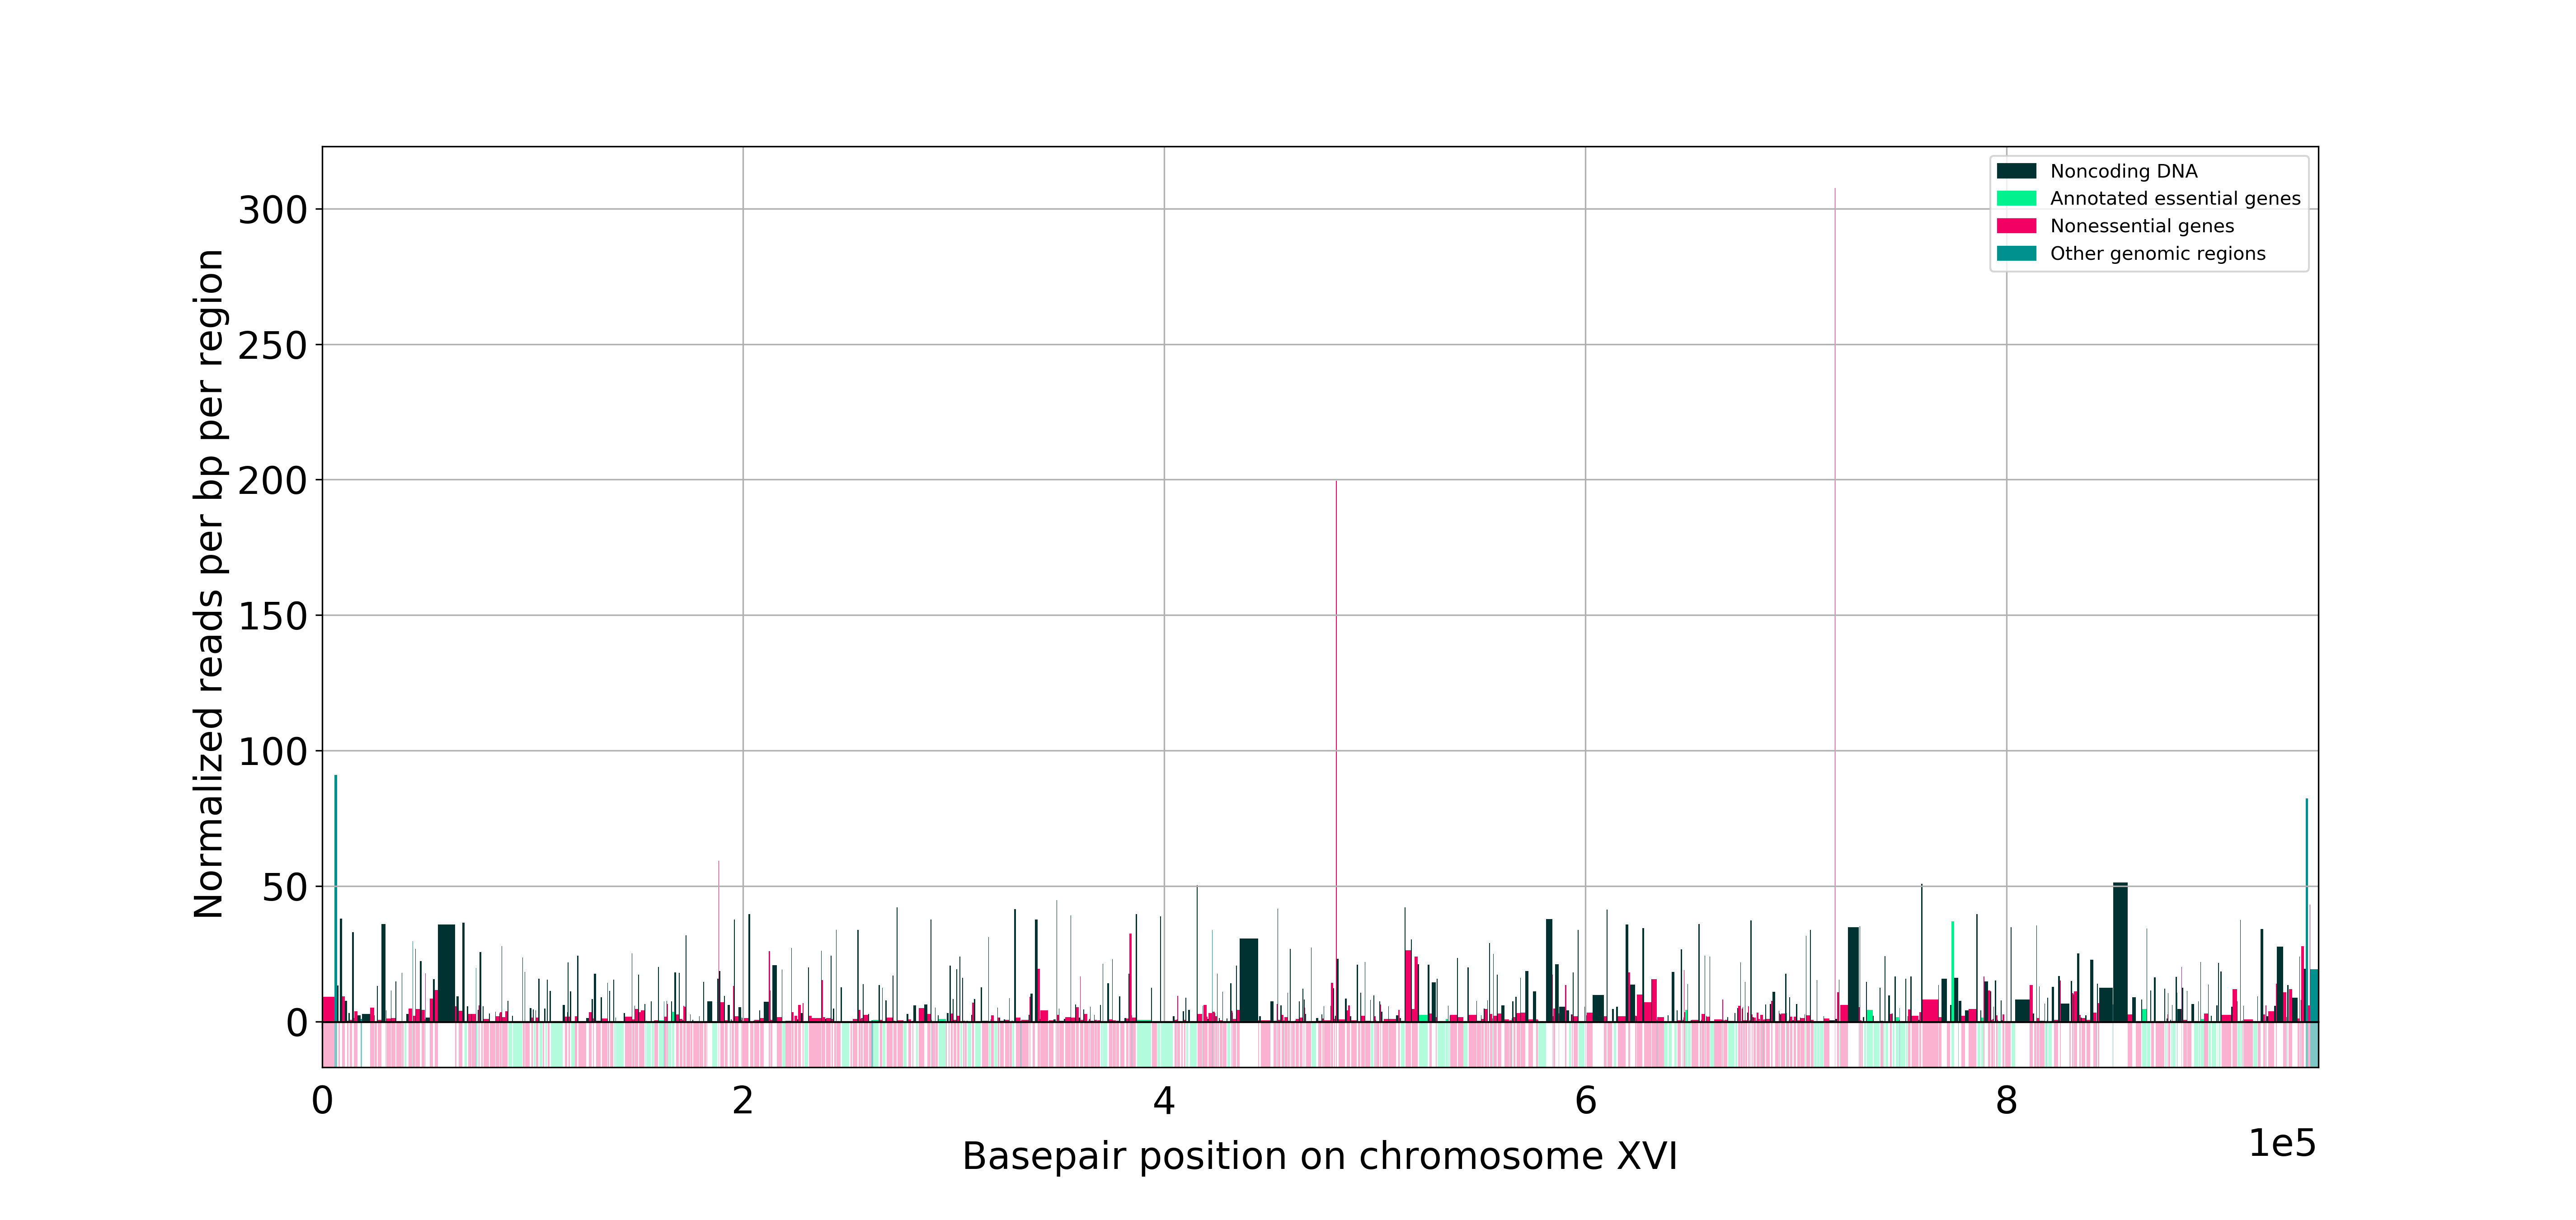 Normalized reads per bp per region
300
250
200
150
100
50
0
Noncoding DNA
Annotated essential genes
Nonessential genes
Other genomic regions
0 2 4 6 8
1e5
Basepair position on chromosome XVI